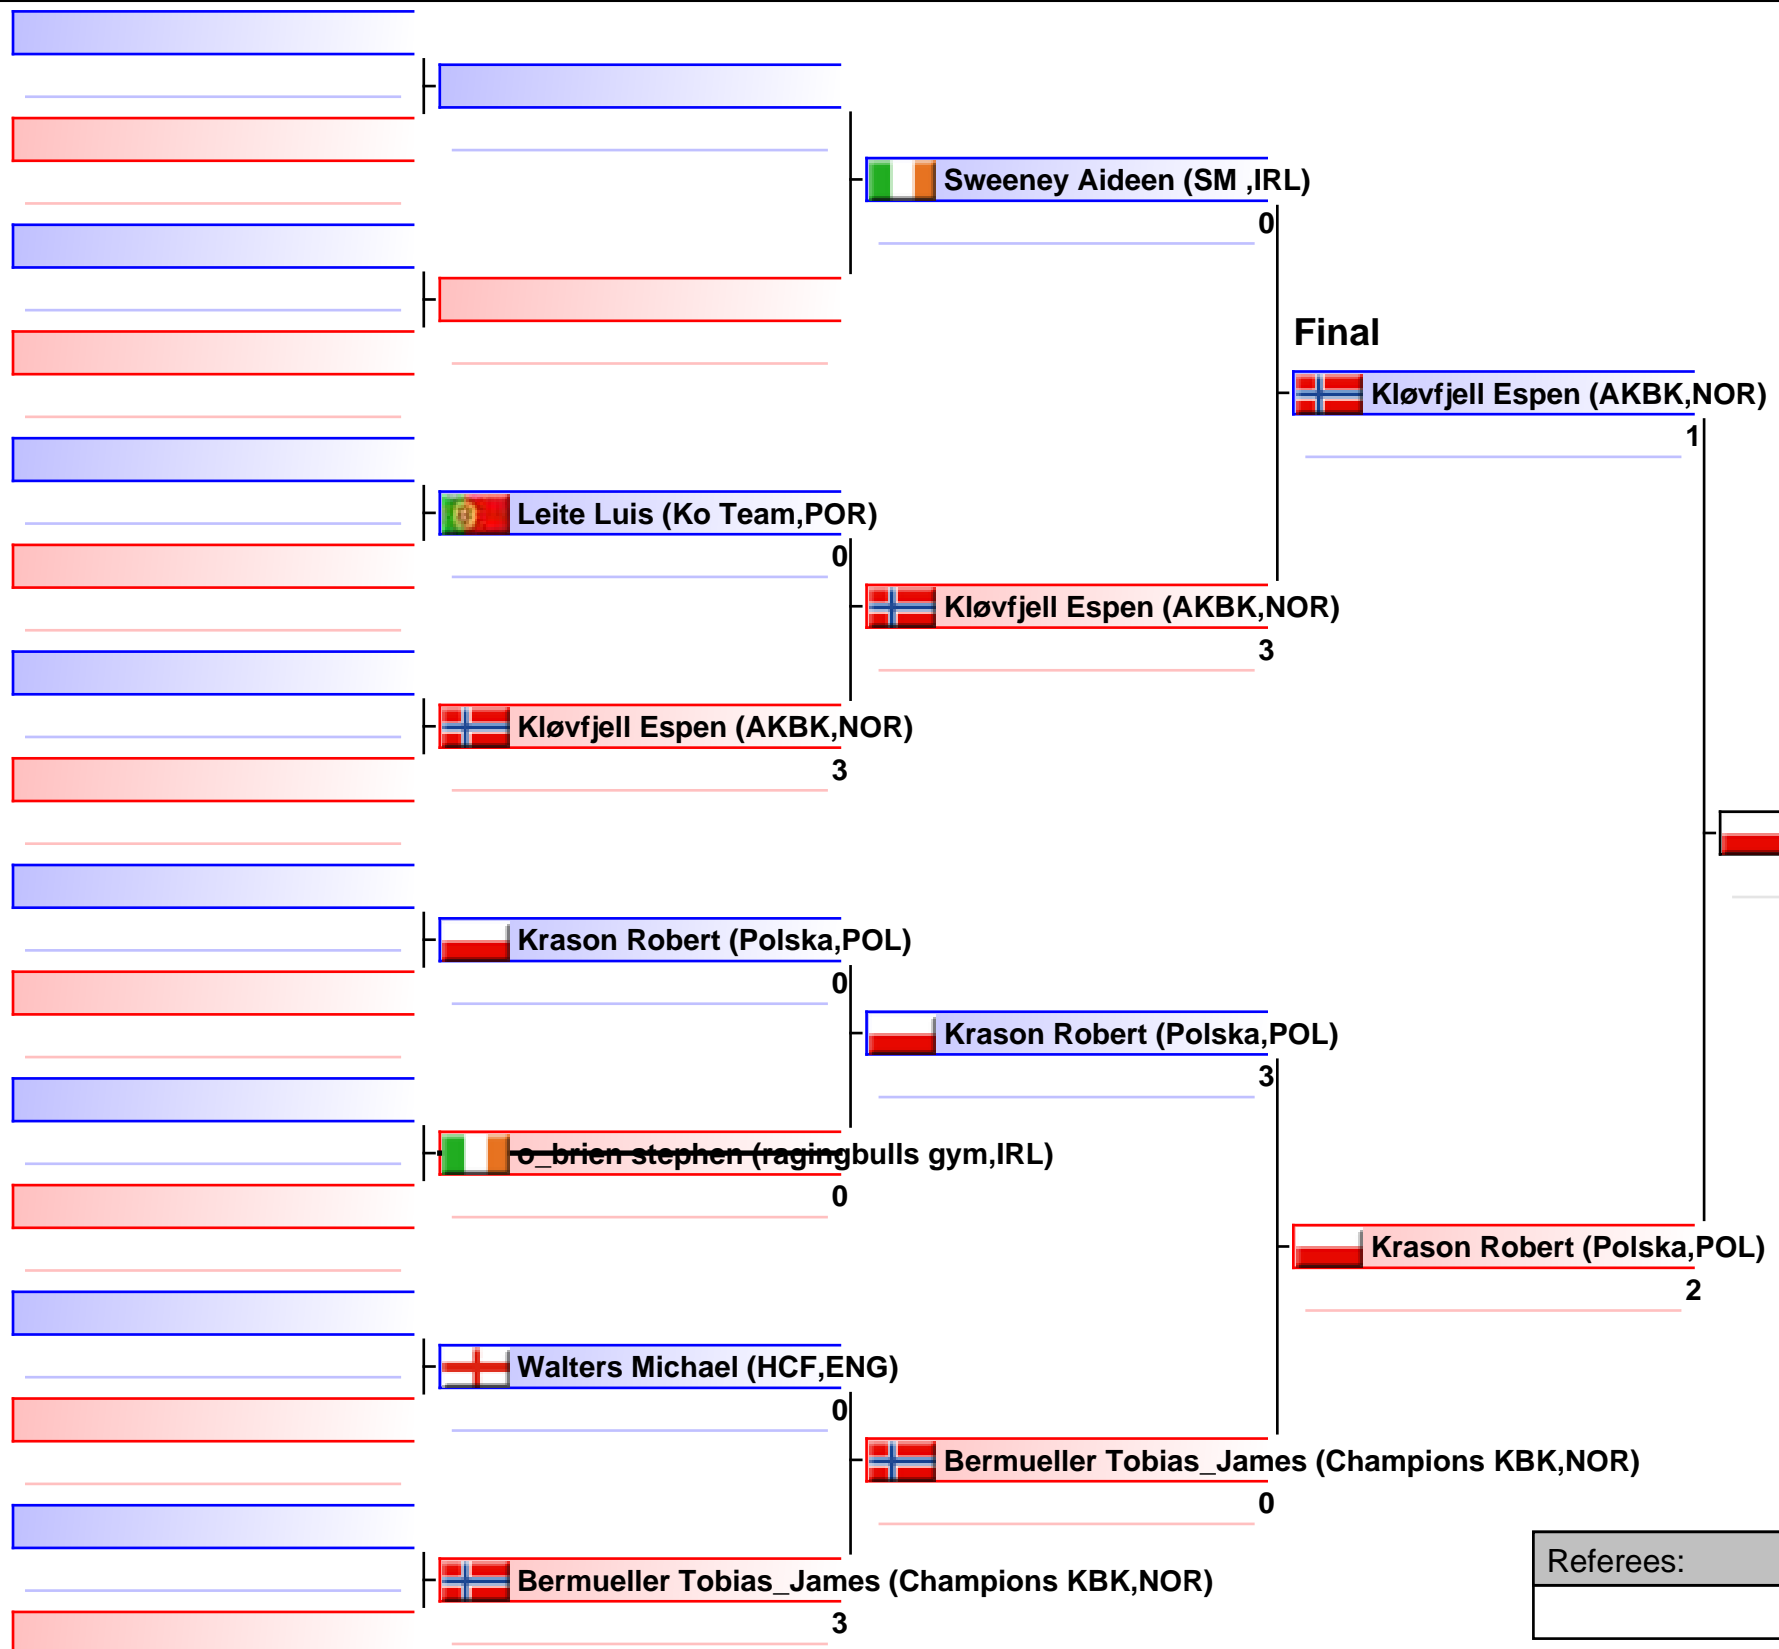 Sweeney Aideen (SM ,IRL)
0
Final
Kløvfjell Espen (AKBK,NOR)
1
Leite Luis (Ko Team,POR)
0
Kløvfjell Espen (AKBK,NOR)
3
Kløvfjell Espen (AKBK,NOR)
3
Krason Robert (Polska,POL)
0
Krason Robert (Polska,POL)
3
o_brien stephen (ragingbulls gym,IRL)
0
Krason Robert (Polska,POL)
2
Walters Michael (HCF,ENG)
0
Bermueller Tobias_James (Champions KBK,NOR)
0
Referees:
Bermueller Tobias_James (Champions KBK,NOR)
3